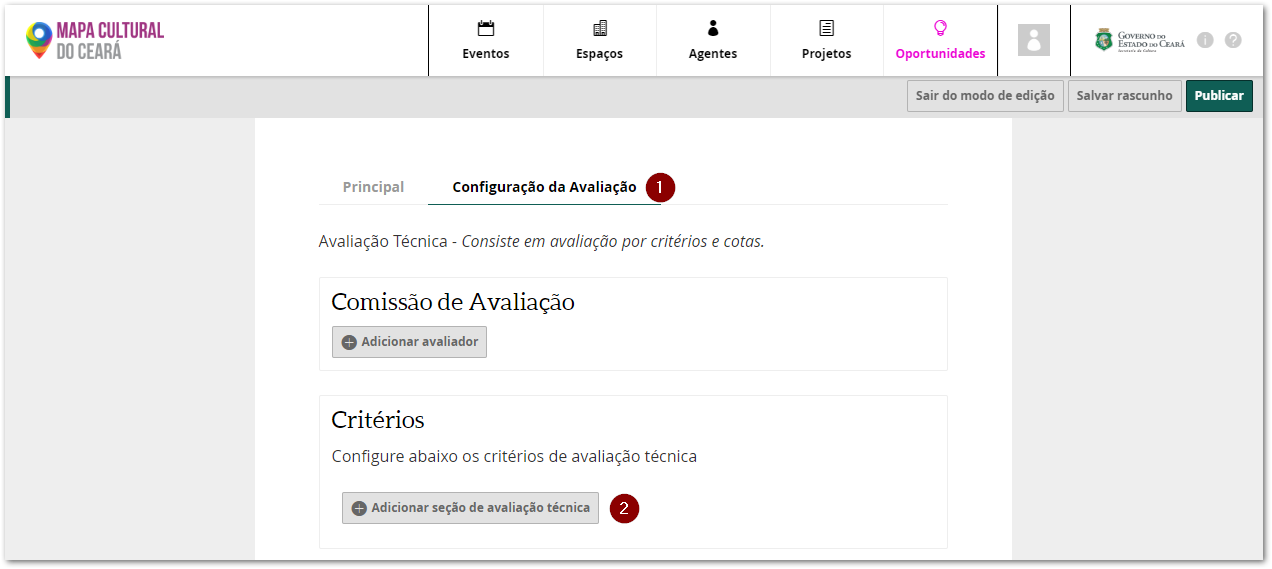 MAPA CULTURAL
DO CEARÁ
Eventos
Espaços
Agentes
Projetos
Oportunidades
GOVERNO DO
ESTADO DO CEARÁ
Secretaria da Cultura
i
?
Sair do modo de edição
Salvar rascunho
Publicar
Principal
Configuração da Avaliação
1
Avaliação Técnica - Consiste em avaliação por critérios e cotas.
Comissão de Avaliação
Adicionar avaliador
Critérios
Configure abaixo os critérios de avaliação técnica
Adicionar seção de avaliação técnica
2